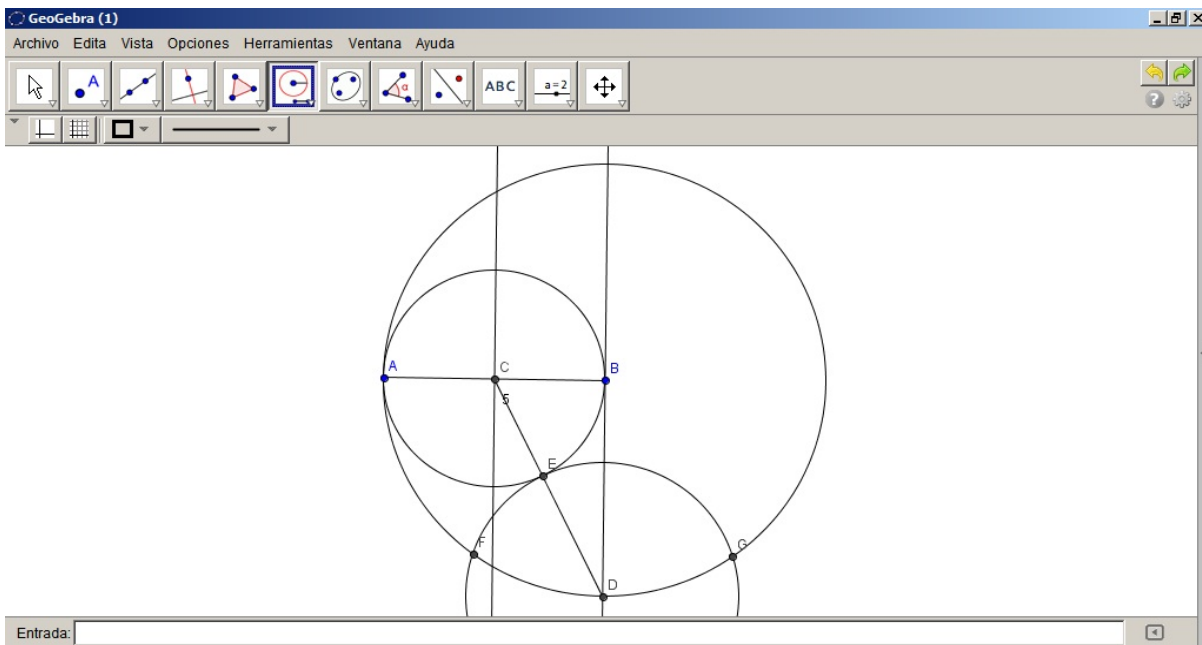 GeoGebra (1)
Archivo Edita Vista Opciones Herramientas Ventana Ayuda
A ABC a=2
α
A C B
5
E
F G
D
Entrada: